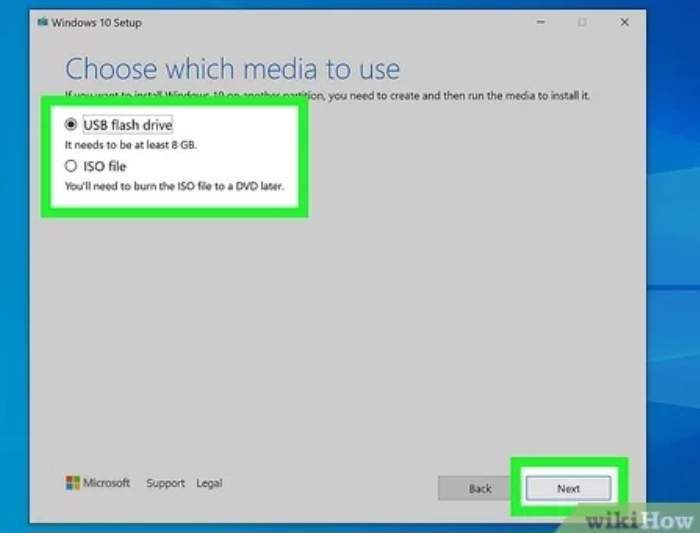 Windows 10 Setup
Choose which media to use
If you want to install Windows 10 on another partition, you need to create and then run the media to install it.
USB flash drive
It needs to be at least 8 GB.
ISO file
You'll need to burn the ISO file to a DVD later.
Microsoft Support Legal
Back Next
wikiHow